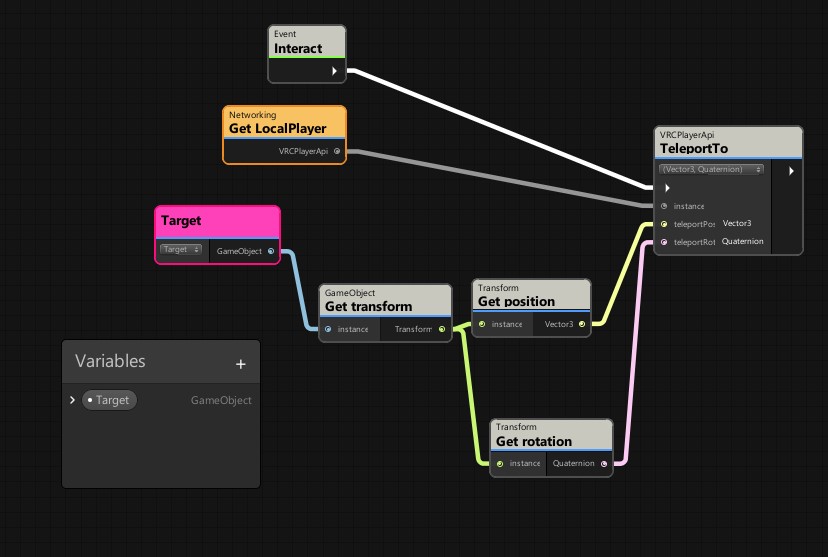 Event
Interact
Networking
Get LocalPlayer
VRCPlayerApi
VRCPlayerApi
TeleportTo
(Vector3, Quaternion)
instance
teleportPos Vector3
teleportRot Quaternion
Target
Target GameObject
GameObject
Get transform
instance Transform
Transform
Get position
instance Vector3
Transform
Get rotation
instance Quaternion
Variables +
Target GameObject